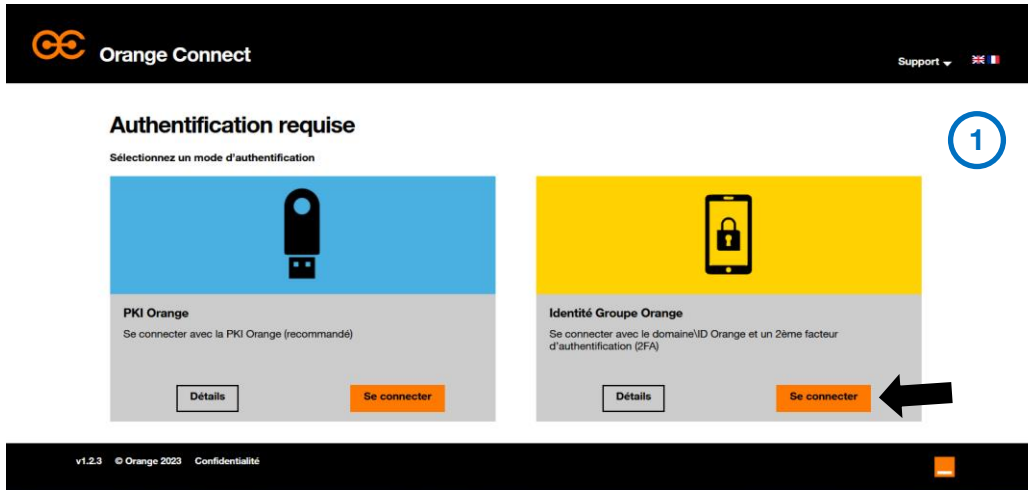 Orange Connect
Support
Authentification requise
1
Sélectionnez un mode d'authentification
PKI Orange
Se connecter avec la PKI Orange (recommandé)
Détails
Se connecter
Identité Groupe Orange
Se connecter avec le domaine\ID Orange et un 2ème facteur
d'authentification (2FA)
Détails
Se connecter
v1.2.3 © Orange 2023 Confidentialité